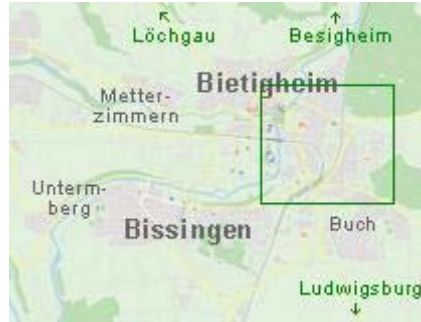 Löchgau
Besigheim
Bietigheim
Metter-
zimmern
Unterm-
berg
Bissingen
Buch
Ludwigsburg